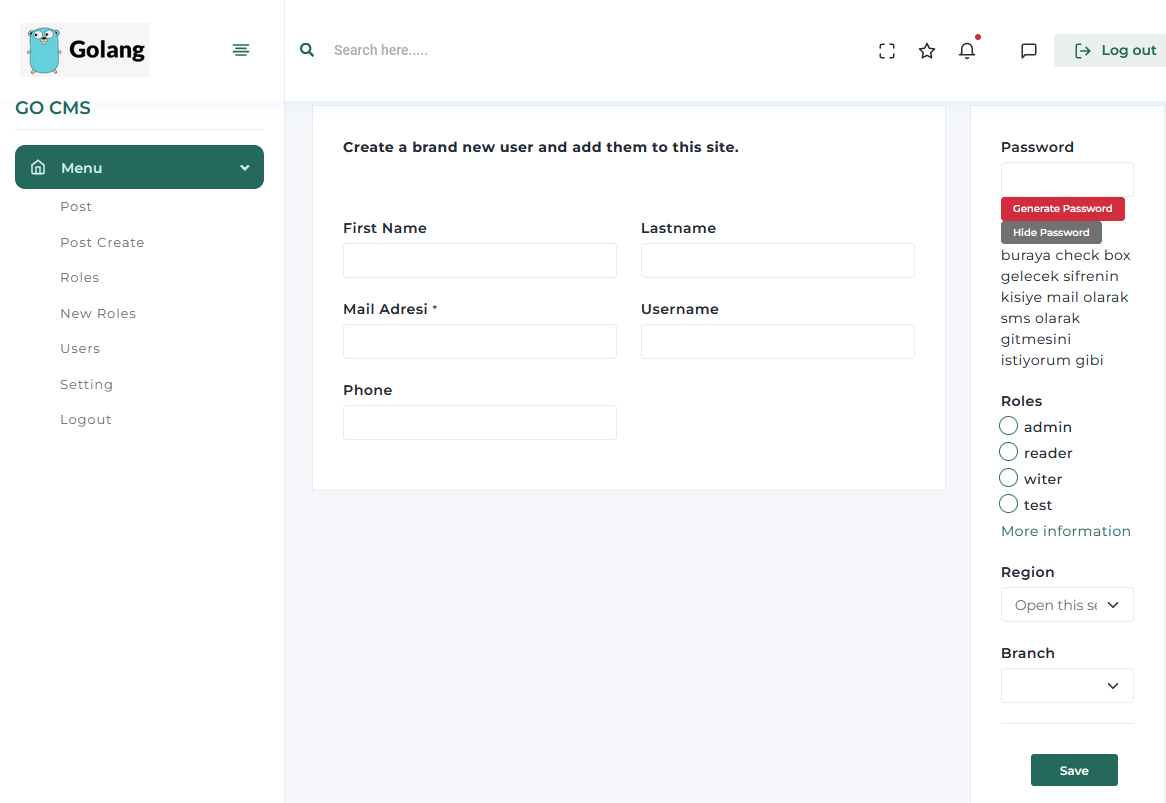 Golang
Search here.....
Log out
GO CMS
Menu
Post
Post Create
Roles
New Roles
Users
Setting
Logout
Create a brand new user and add them to this site.
First Name
Lastname
Mail Adresi *
Username
Phone
Password
Generate Password
Hide Password
buraya check box
gelecek sifrenin
kisiye mail olarak
sms olarak
gitmesini
istiyorum gibi
Roles
admin
reader
witer
test
More information
Region
Open this se
Branch
Save